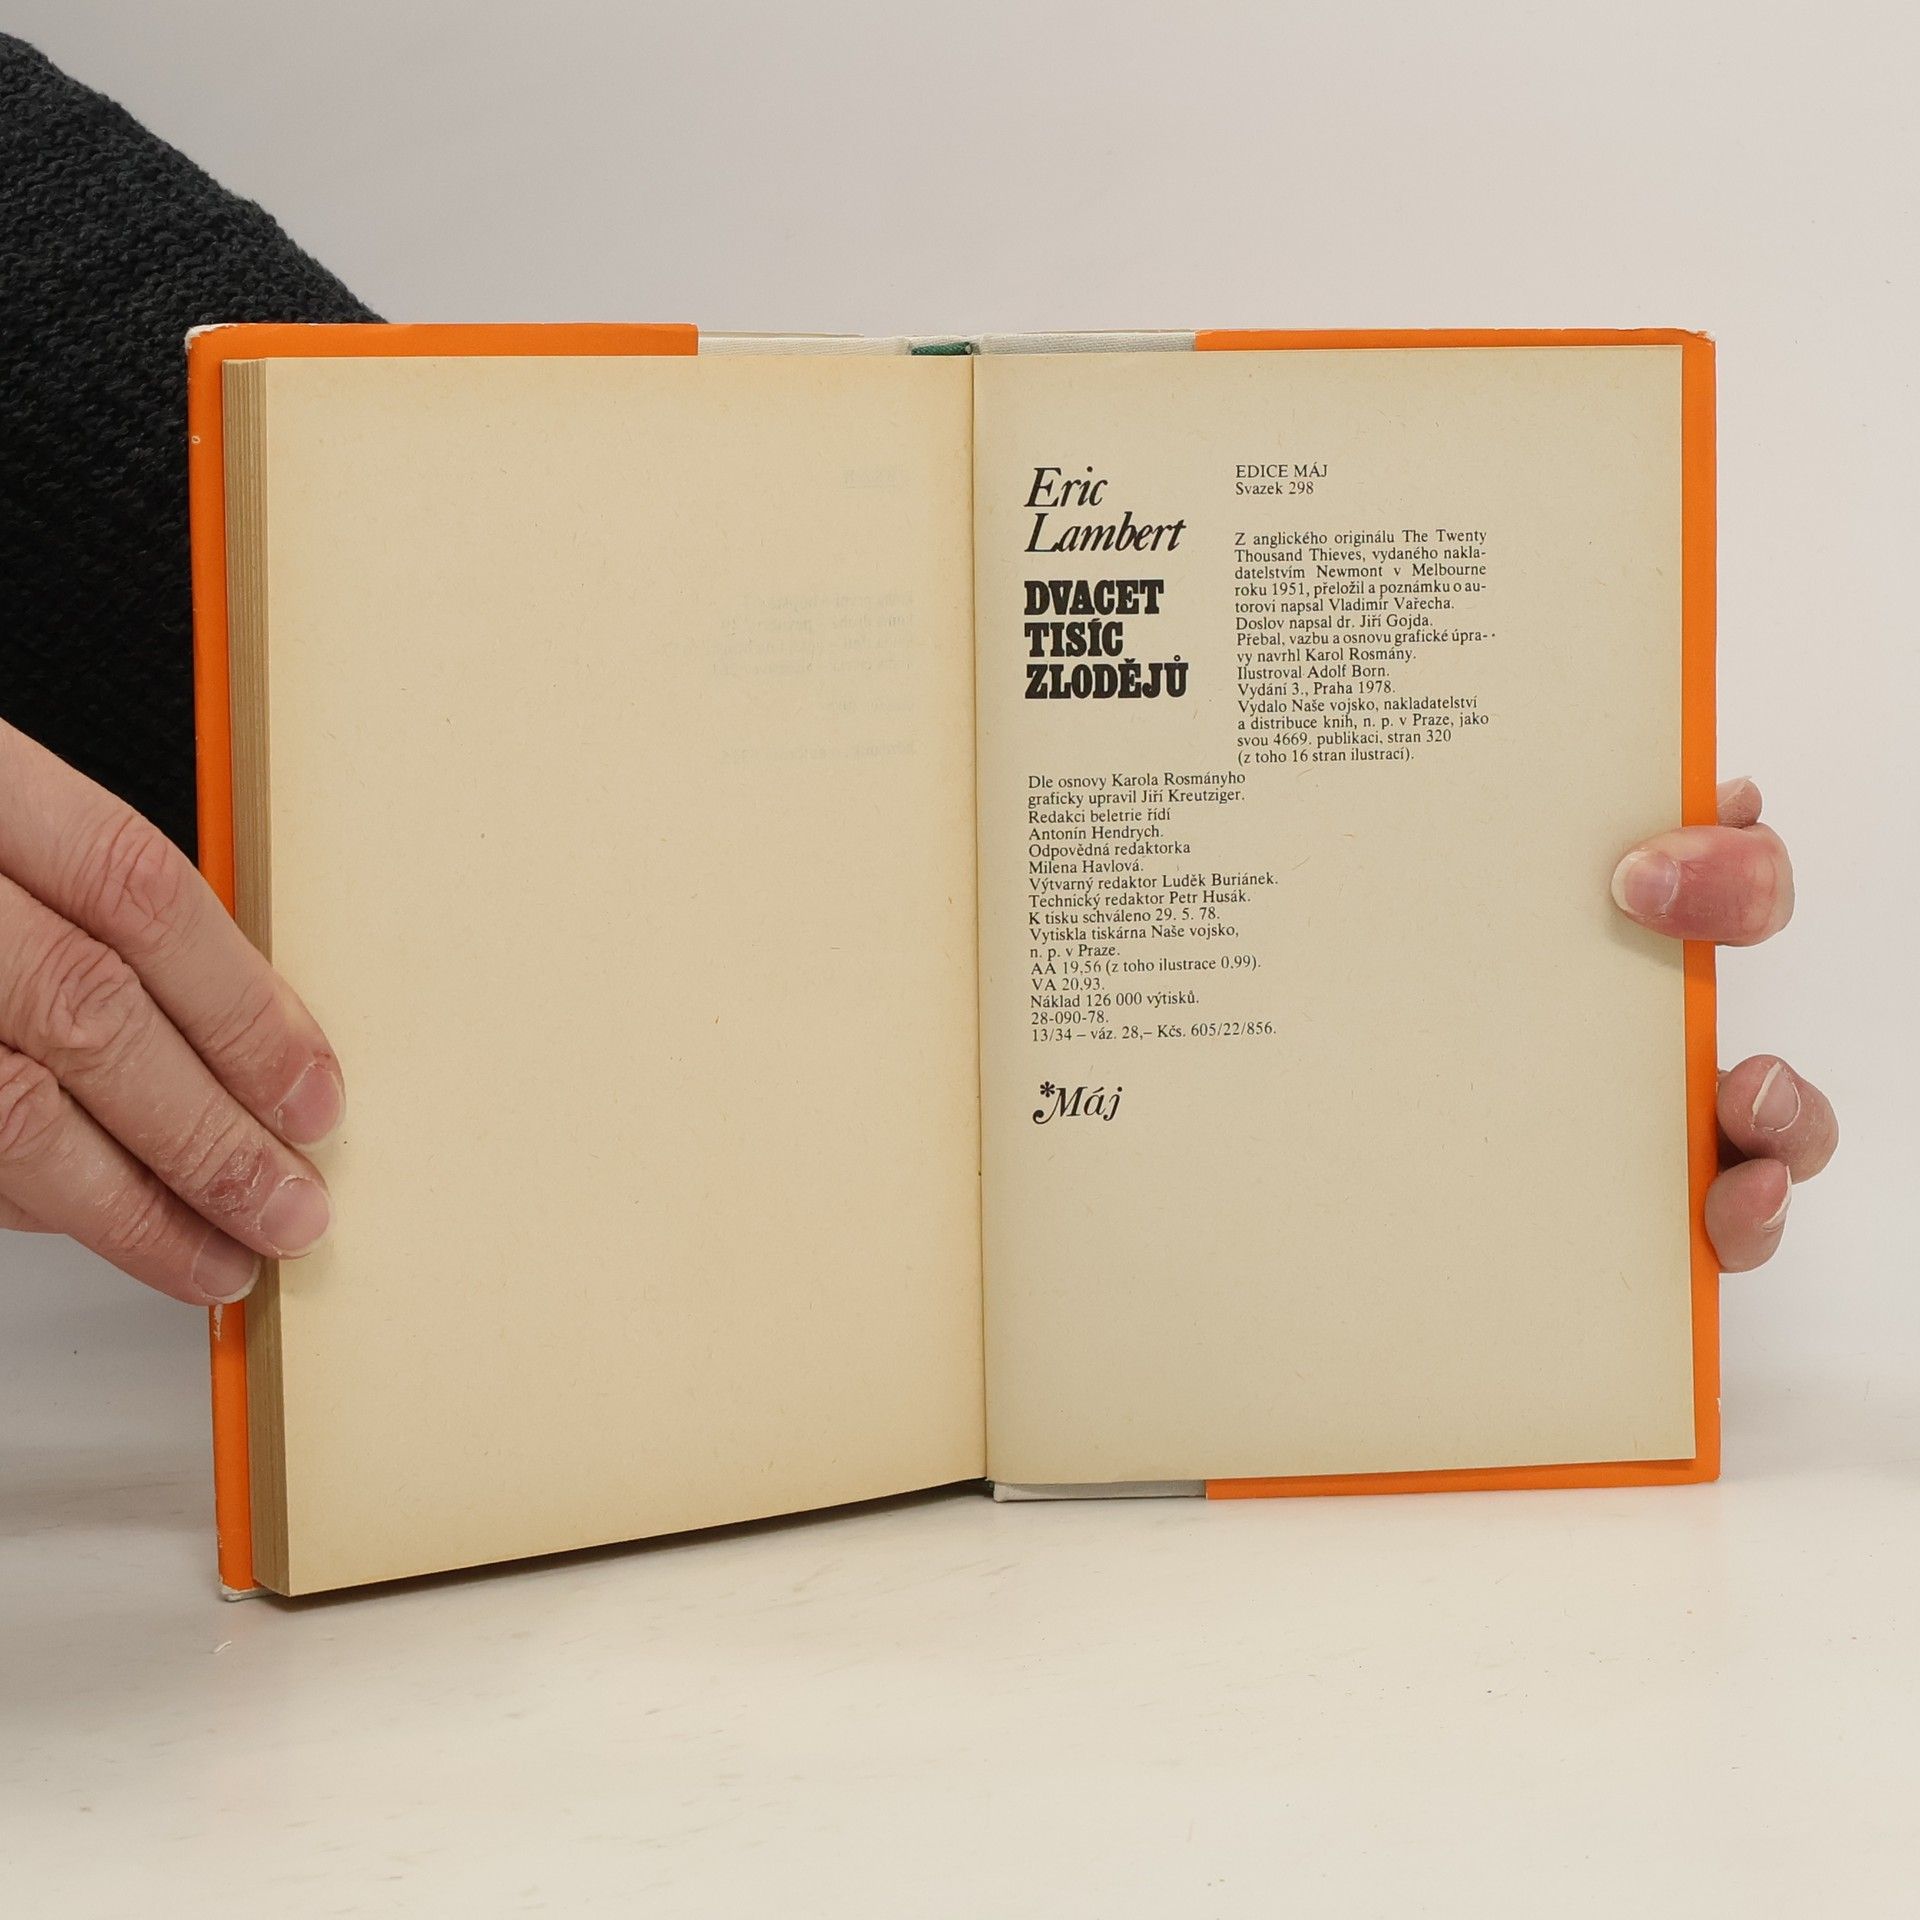 Eric
Lambert
DVACET
TISÍC
ZLODĚJŮ
EDICE MÁJ
Svazek 298
Z anglického originálu The Twenty
Thousand Thieves, vydaného nakla-
datelstvím Newmont v Melbourne
roku 1951, přeložil a poznámku o au-
torovi napsal Vladimír Vařecha.
Doslov napsal dr. Jiří Gojda.
Přebal, vazbu a osnovu grafické úpra-
vy navrhl Karol Rosmány.
Ilustroval Adolf Born.
Vydání 3., Praha 1978.
Vydalo Naše vojsko, nakladatelství
a distribuce knih, n. p. v Praze, jako
svou 4669. publikaci, stran 320
(z toho 16 stran ilustrací).
Dle osnovy Karola Rosmányho
graficky upravil Jiří Kreutziger.
Redakci beletrie řídí
Antonín Hendrych.
Odpovědná redaktorka
Milena Havlová.
Výtvarný redaktor Luděk Buriánek.
Technický redaktor Petr Husák.
K tisku schváleno 29. 5. 78.
Vytiskla tiskárna Naše vojsko,
n. p. v Praze.
AA 19,56 (z toho ilustrace 0,99).
VA 20,93.
Náklad 126 000 výtisků.
28-090-78.
13/34 – váz. 28,– Kčs. 605/22/856.
*Máj